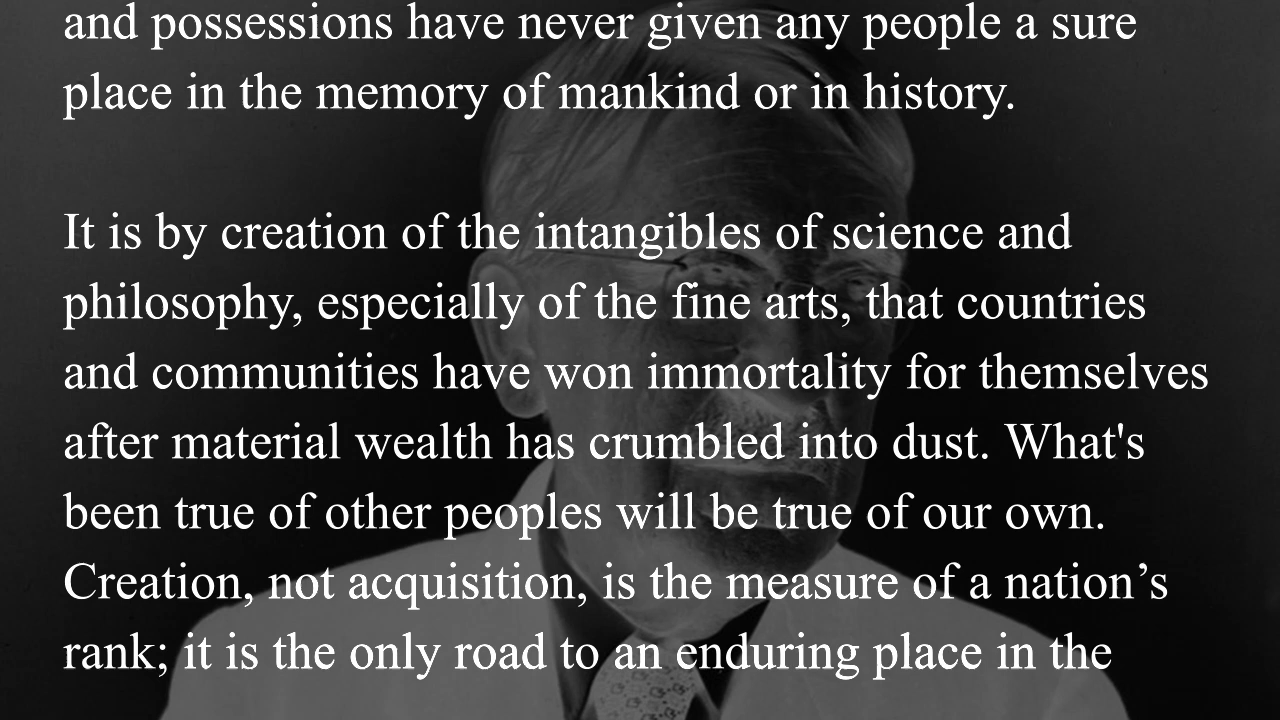 and possessions have never given any people a sure
place in the memory of mankind or in history.
It is by creation of the intangibles of science and
philosophy, especially of the fine arts, that countries
and communities have won immortality for themselves
after material wealth has crumbled into dust. What's
been true of other peoples will be true of our own.
Creation, not acquisition, is the measure of a nation’s
rank; it is the only road to an enduring place in the